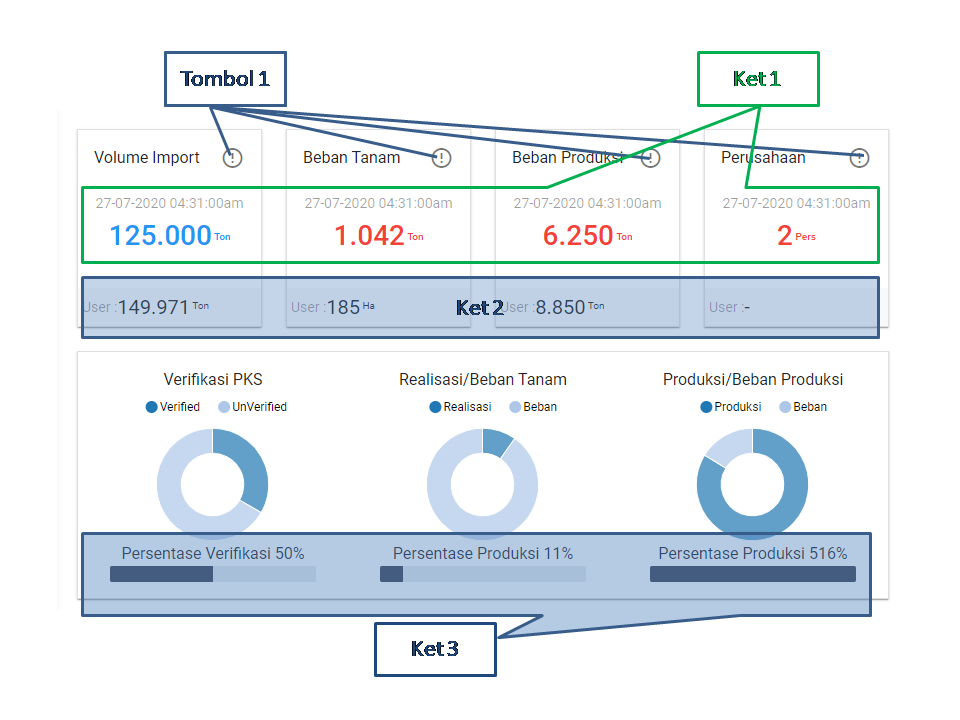 Tombol 1
Ket 1
Volume Import
Beban Tanam
Beban Produksi
Perusahaan
27-07-2020 04:31:00am
27-07-2020 04:31:00am
27-07-2020 04:31:00am
27-07-2020 04:31:00am
125.000 Ton
1.042 Ton
6.250 Ton
2 Pers
User :149.971 Ton
User :185 Ha
Ket 2
User :8.850 Ton
User :-
Verifikasi PKS
Realisasi/Beban Tanam
Produksi/Beban Produksi
Verified UnVerified
Realisasi Beban
Produksi Beban
Persentase Verifikasi 50%
Persentase Produksi 11%
Persentase Produksi 516%
Ket 3